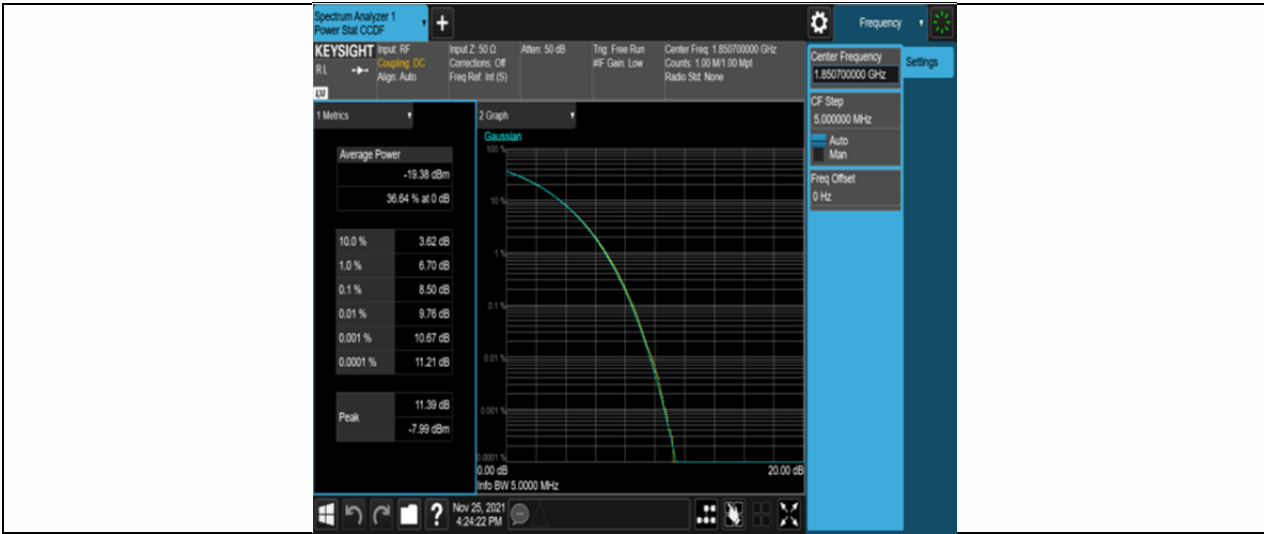 Spectrum Analyzer 1
Power Stat CCDF
Frequency
KEYSIGHT
R L
LV
Input: RF
Coupling: DC
Align: Auto
Input Z: 50 Ω
Corrections: Off
Freq Ref: Int (S)
Atten: 50 dB
Trig: Free Run
#IF Gain: Low
Center Freq: 1.850700000 GHz
Counts: 1.00 M/1.00 Mpt
Radio Std: None
1 Metrics
Average Power
-19.38 dBm
36.64 % at 0 dB
10.0 % 3.62 dB
1.0 % 6.70 dB
0.1 % 8.50 dB
0.01 % 9.76 dB
0.001 % 10.67 dB
0.0001 % 11.21 dB
Peak
11.39 dB
-7.99 dBm
2 Graph
Gaussian
100 %
10 %
1 %
0.1 %
0.01 %
0.001 %
0.0001 %
0.00 dB 20.00 dB
Info BW 5.0000 MHz
Center Frequency
1.850700000 GHz
Settings
CF Step
5.000000 MHz
Auto
Man
Freq Offset
0 Hz
?
Nov 25, 2021
4:24:22 PM